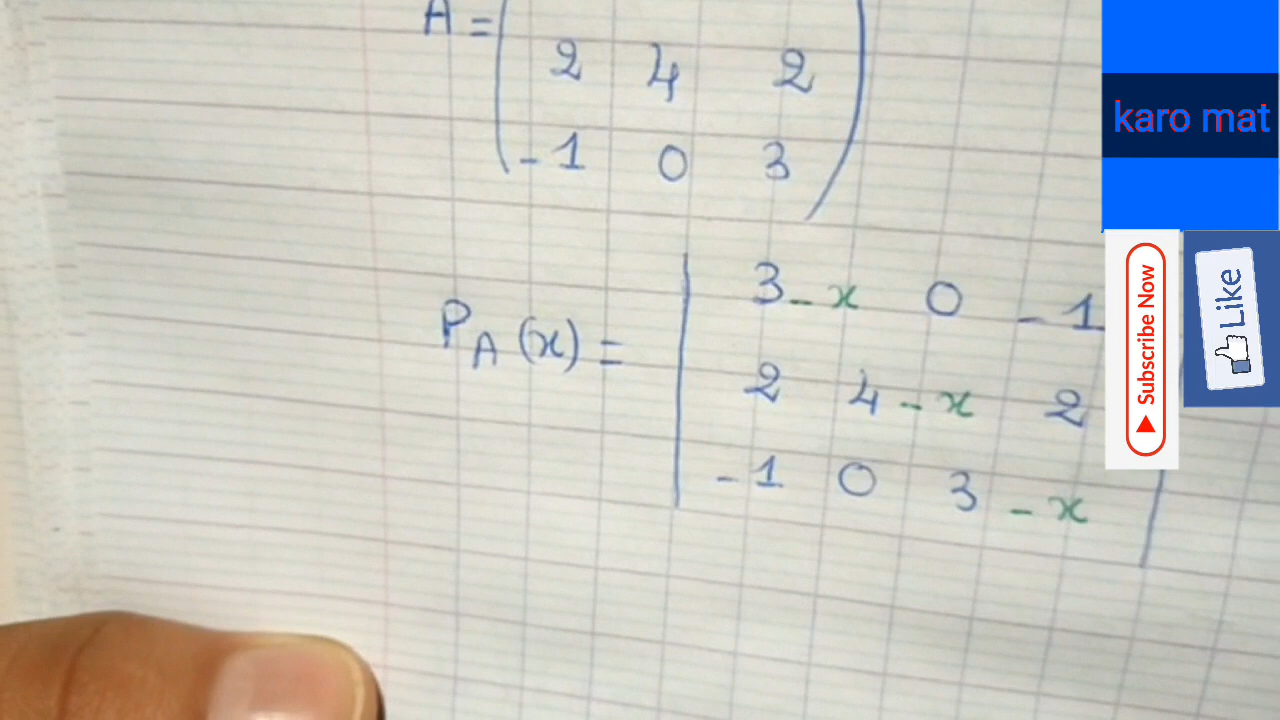 A =
2 4 2
-1 0 3
P_A(x) =
3-x 0 -1
2 4-x 2
-1 0 3-x
karo mat
Subscribe Now
Like